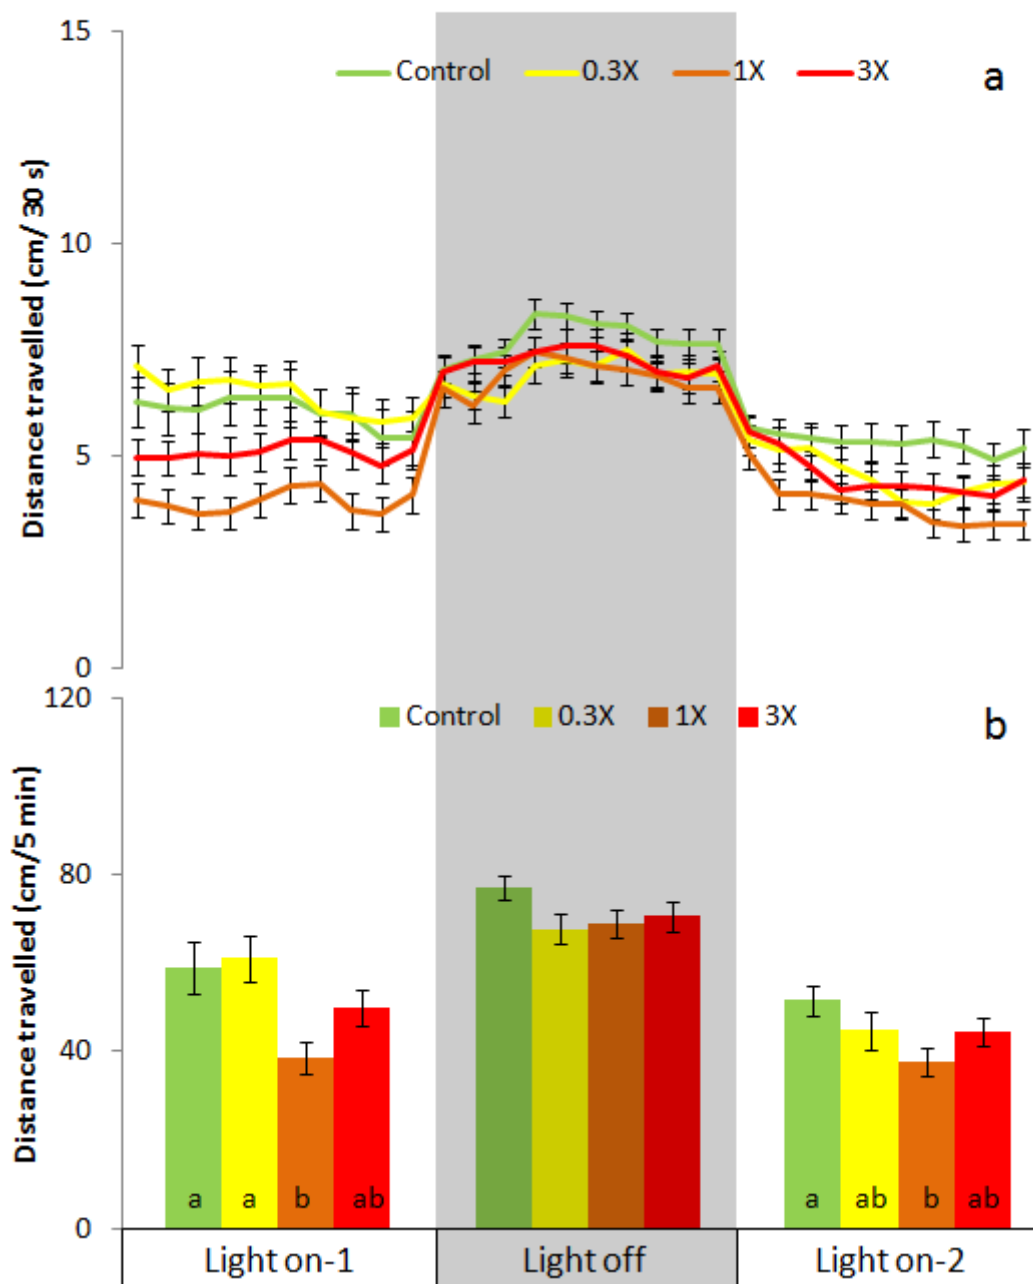 15
Control 0.3X 1X 3X
a
10
Distance travelled (cm/ 30 s)
5
0
120
Control 0.3X 1X 3X
b
Distance travelled (cm/5 min)
80
40
a a b ab
a ab b ab
0
Light on-1 Light off Light on-2